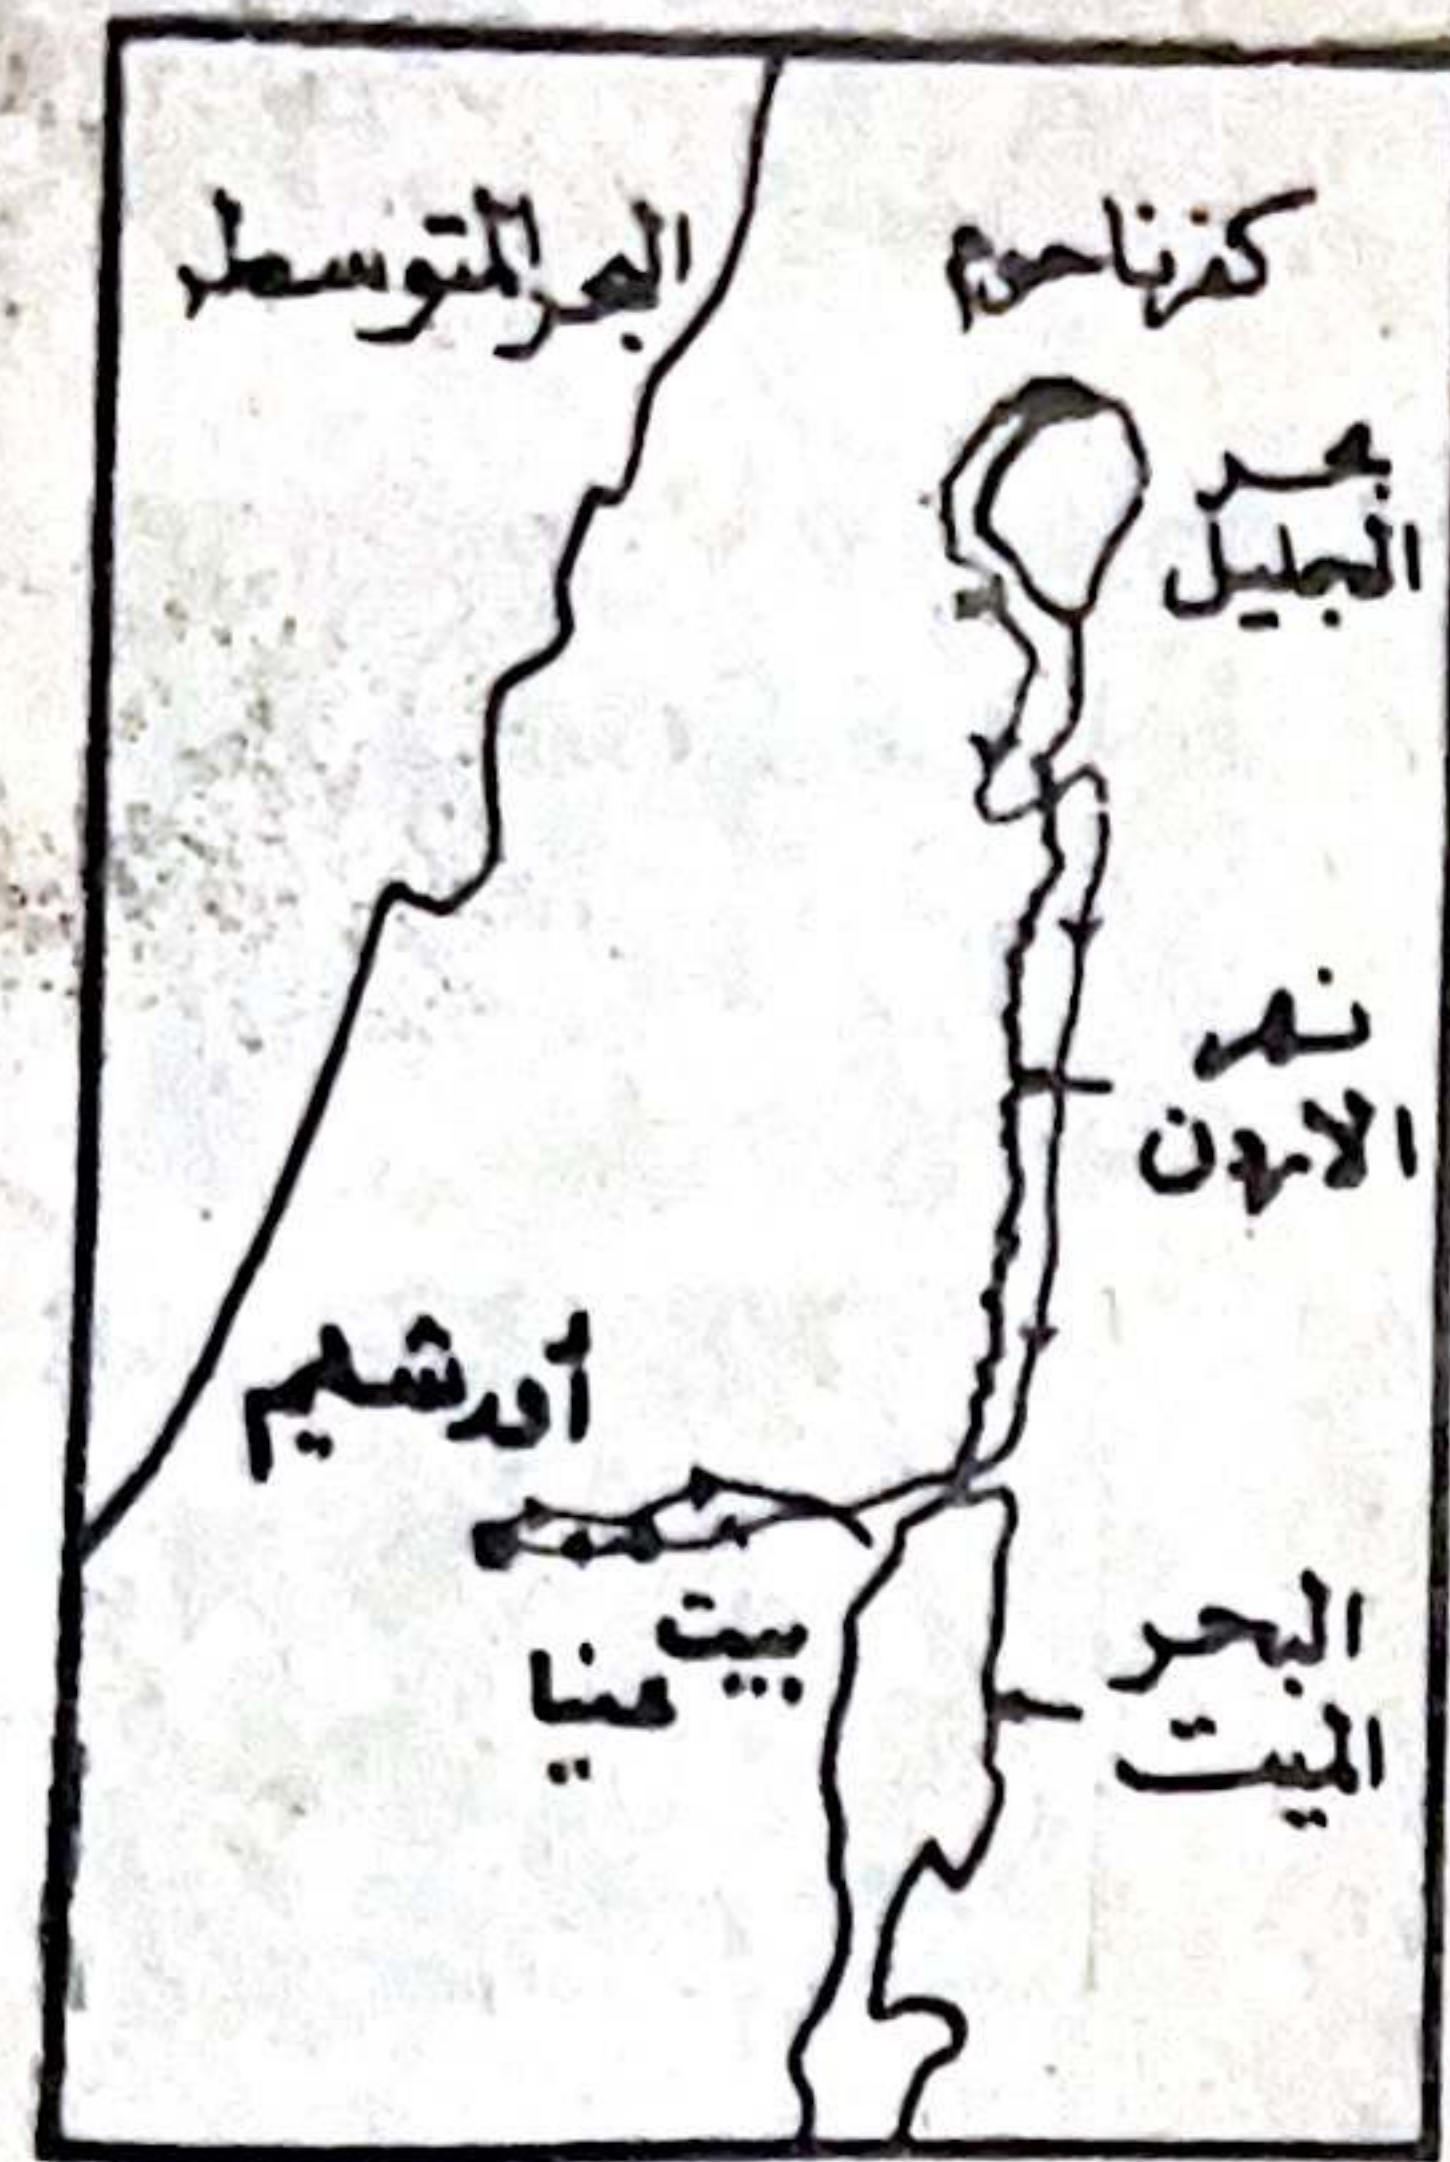 البحر المتوسط
كفرناحوم
بحر
الجليل
نهر
الاردن
أورشليم
بيت
عنيا
البحر
الميت